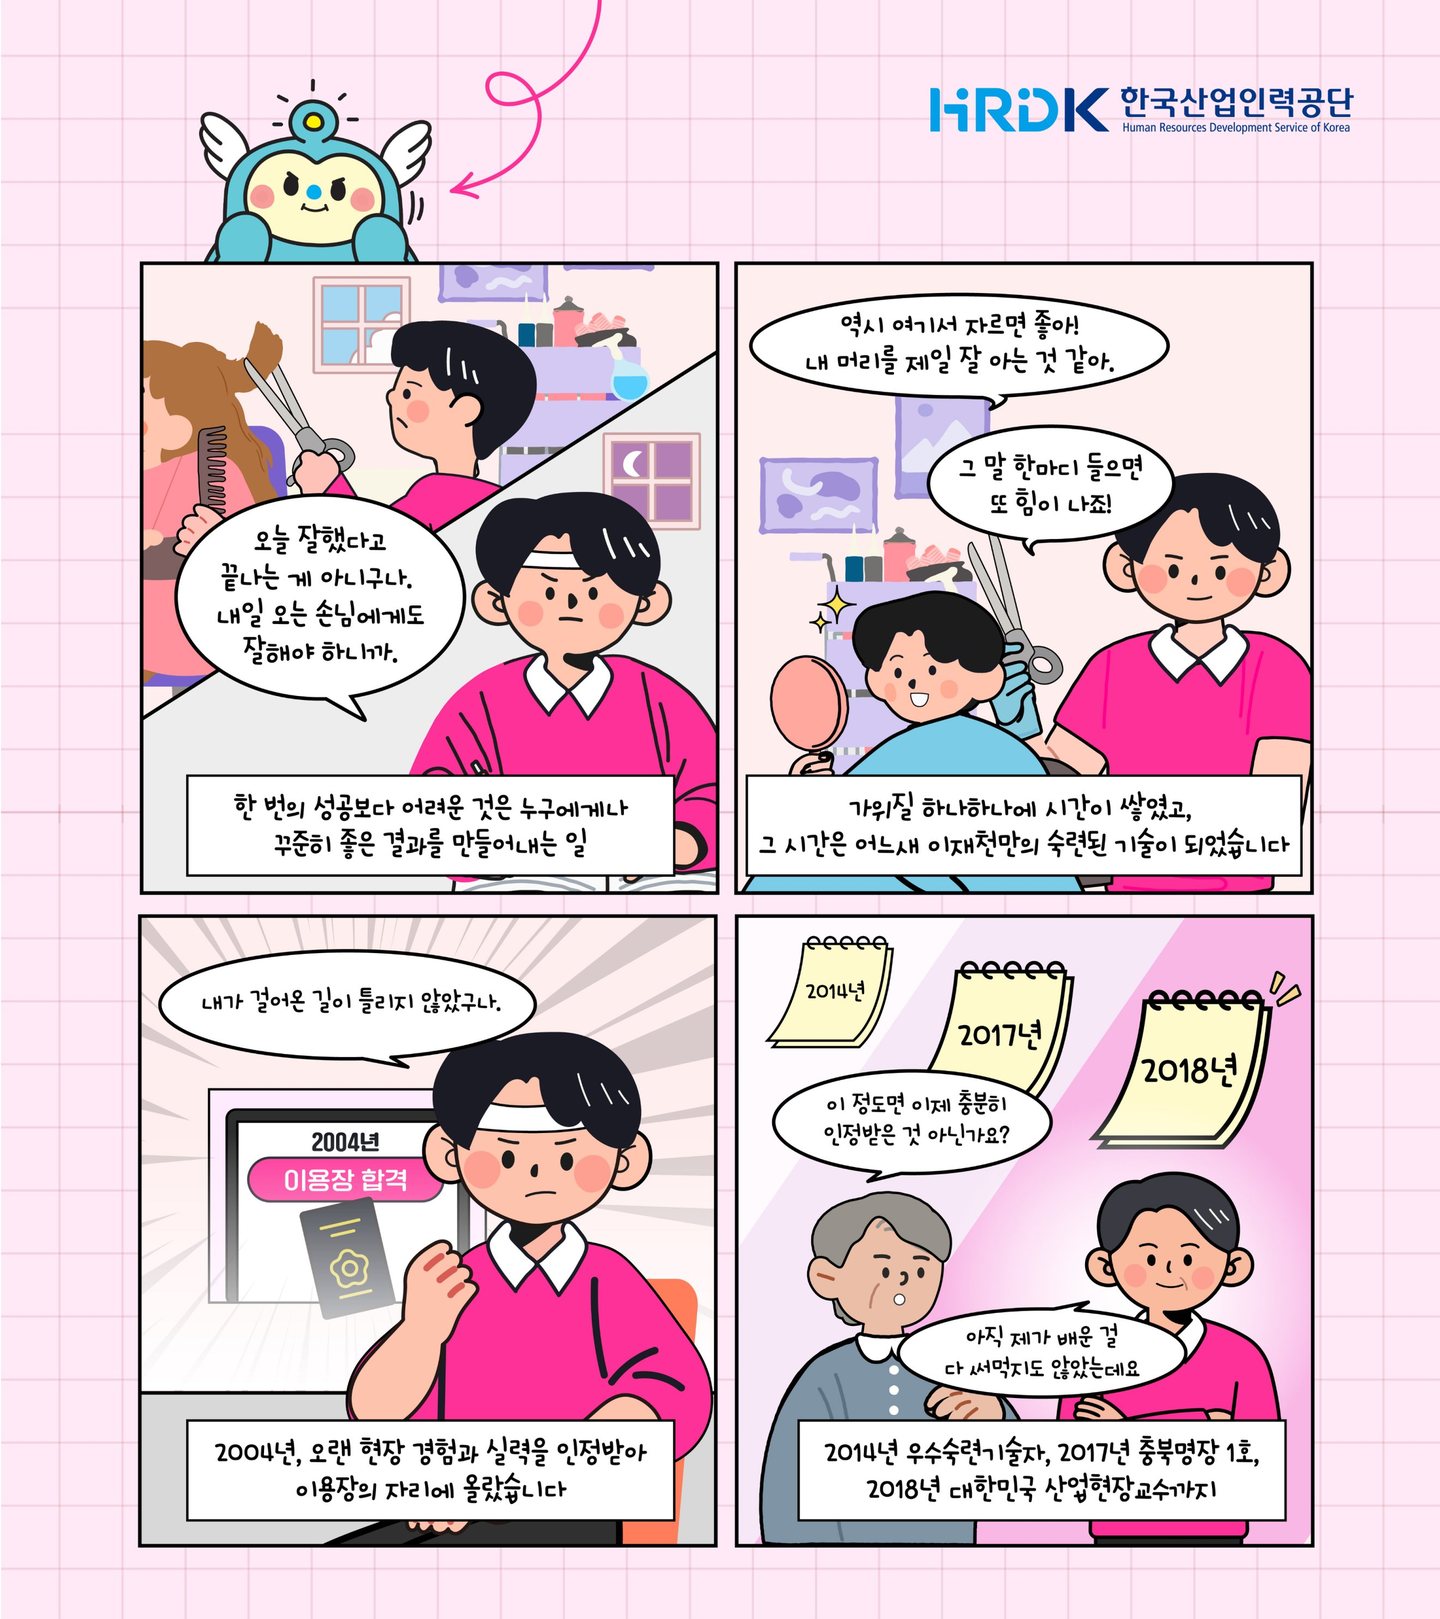 HRDK 한국산업인력공단
Human Resources Development Service of Korea
오늘 잘했다고
끝나는 게 아니구나.
내일 오는 손님에게도
잘해야 하니까.
한 번의 성공보다 어려운 것은 누구에게나
꾸준히 좋은 결과를 만들어내는 일
역시 여기서 자르면 좋아!
내 머리를 제일 잘 아는 것 같아.
그 말 한마디 들으면
또 힘이 나죠!
가위질 하나하나에 시간이 쌓였고,
그 시간은 어느새 이재천만의 숙련된 기술이 되었습니다
내가 걸어온 길이 틀리지 않았구나.
2004년
이용장 합격
2004년, 오랜 현장 경험과 실력을 인정받아
이용장의 자리에 올랐습니다
2014년
2017년
2018년
이 정도면 이제 충분히
인정받은 것 아닌가요?
아직 제가 배운 걸
다 써먹지도 않았는데요
2014년 우수숙련기술자, 2017년 충북명장 1호,
2018년 대한민국 산업현장교수까지